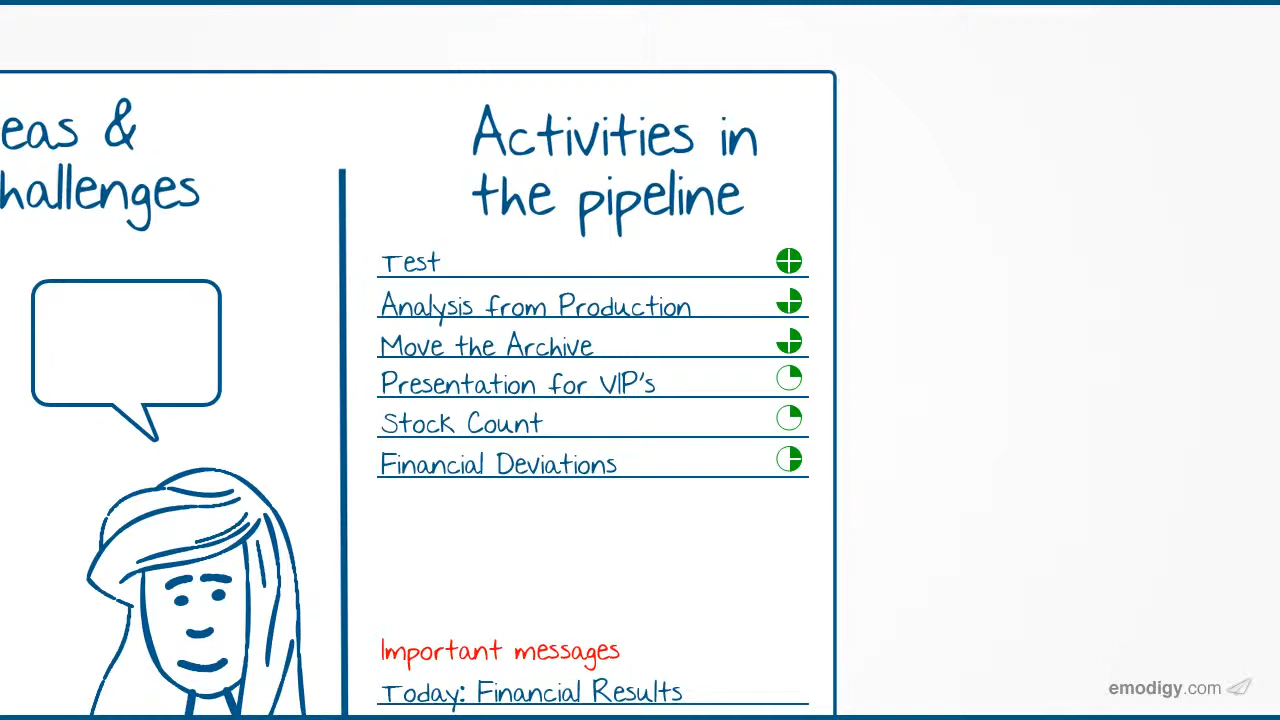 eas &
hallenges
Activities in
the pipeline
Test
Analysis from Production
Move the Archive
Presentation for VIP's
Stock Count
Financial Deviations
Important messages
Today: Financial Results
emodigy.com